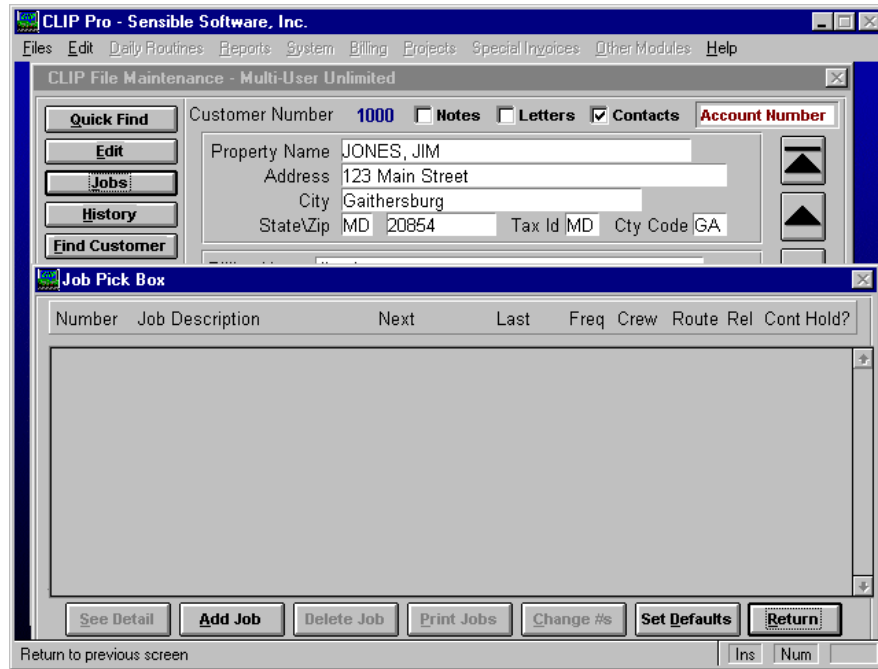 CLIP Pro - Sensible Software, Inc.
Files Edit Daily Routines Reports System Billing Projects Special Invoices Other Modules Help
CLIP File Maintenance - Multi-User Unlimited
Quick Find
Edit
Jobs
History
Find Customer
Customer Number 1000 Notes Letters Contacts Account Number
Property Name JONES, JIM
Address 123 Main Street
City Gaithersburg
State\Zip MD 20854 Tax Id MD Cty Code GA
Job Pick Box
Number Job Description Next Last Freq Crew Route Rel Cont Hold?
See Detail Add Job Delete Job Print Jobs Change #s Set Defaults Return
Return to previous screen Ins Num